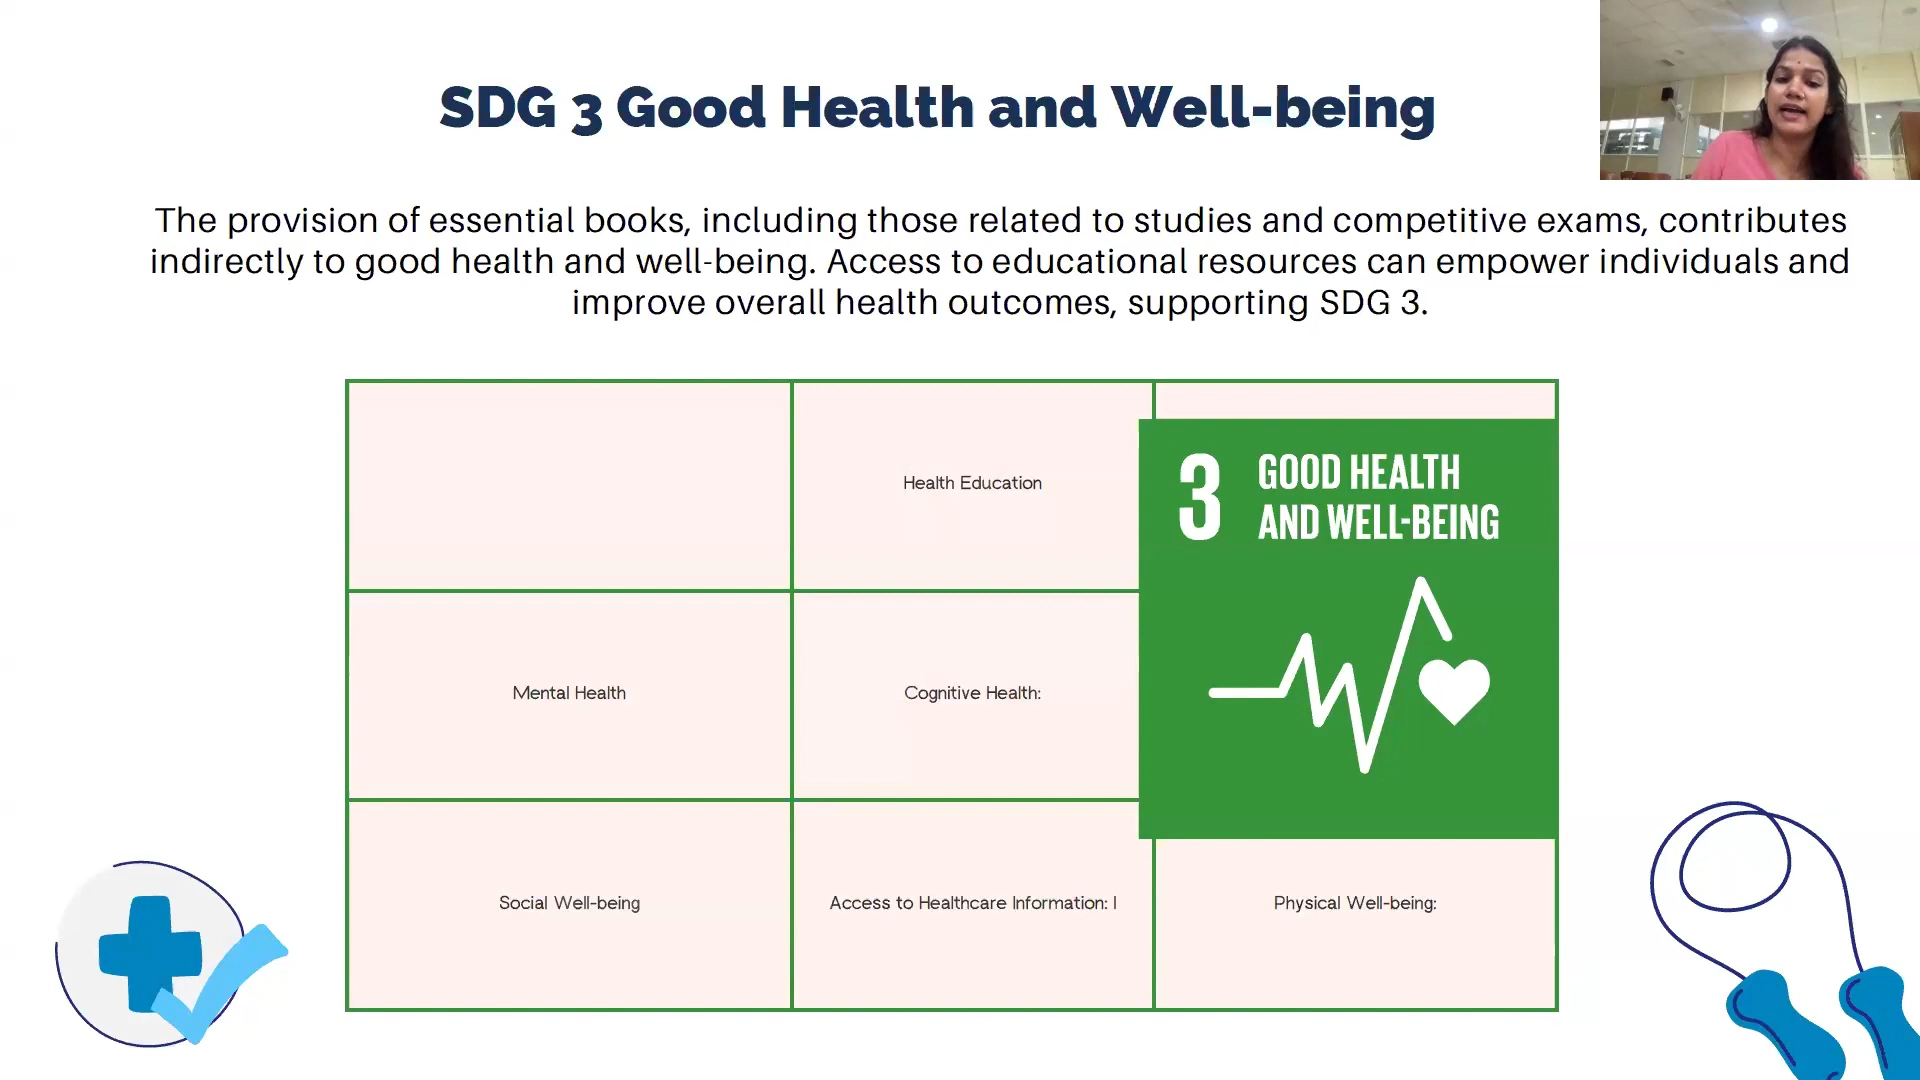 SDG 3 Good Health and Well-being
The provision of essential books, including those related to studies and competitive exams, contributes
indirectly to good health and well-being. Access to educational resources can empower individuals and
improve overall health outcomes, supporting SDG 3.
Health Education
3 GOOD HEALTH
AND WELL-BEING
Mental Health
Cognitive Health:
Social Well-being
Access to Healthcare Information: I
Physical Well-being: